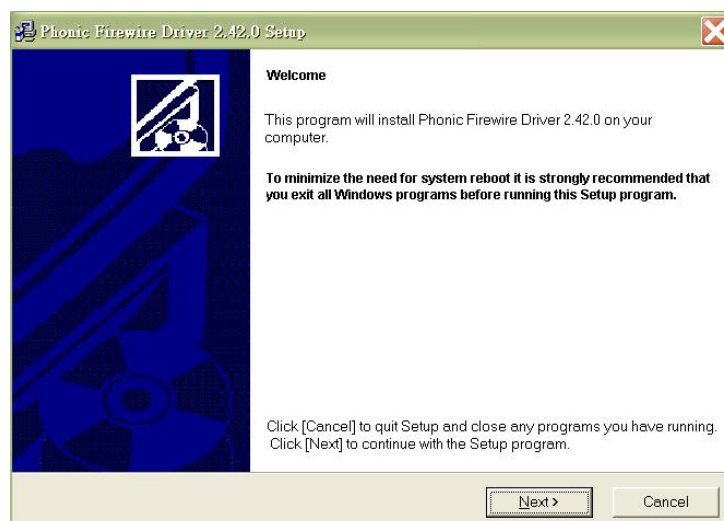 Phonic Firewire Driver 2.42.0 Setup
Welcome
This program will install Phonic Firewire Driver 2.42.0 on your
computer.
To minimize the need for system reboot it is strongly recommended that
you exit all Windows programs before running this Setup program.
Click [Cancel] to quit Setup and close any programs you have running.
Click [Next] to continue with the Setup program.
Next > Cancel